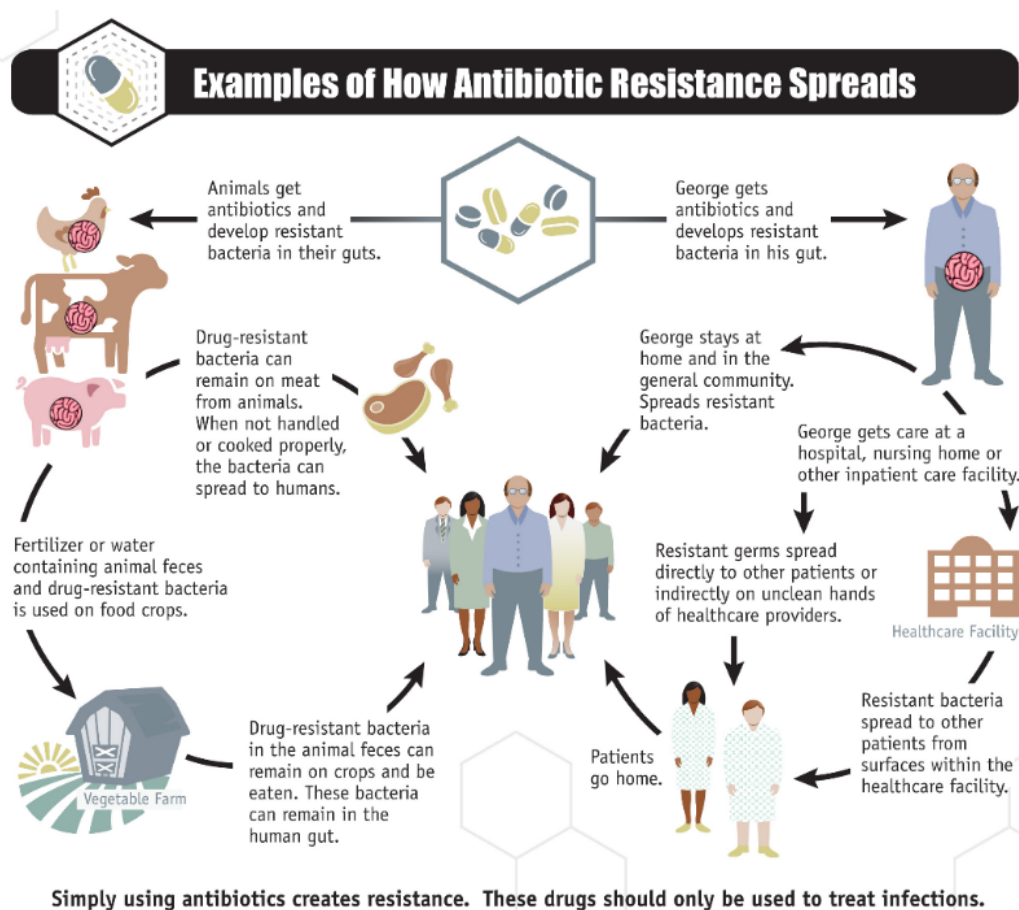 Examples of How Antibiotic Resistance Spreads
Animals get
antibiotics and
develop resistant
bacteria in their guts.
George gets
antibiotics and
develops resistant
bacteria in his gut.
Drug-resistant
bacteria can
remain on meat
from animals.
When not handled
or cooked properly,
the bacteria can
spread to humans.
George stays at
home and in the
general community.
Spreads resistant
bacteria.
George gets care at a
hospital, nursing home or
other inpatient care facility.
Fertilizer or water
containing animal feces
and drug-resistant bacteria
is used on food crops.
Resistant germs spread
directly to other patients or
indirectly on unclean hands
of healthcare providers.
Healthcare Facility
Vegetable Farm
Drug-resistant bacteria
in the animal feces can
remain on crops and be
eaten. These bacteria
can remain in the
human gut.
Patients
go home.
Resistant bacteria
spread to other
patients from
surfaces within the
healthcare facility.
Simply using antibiotics creates resistance. These drugs should only be used to treat infections.